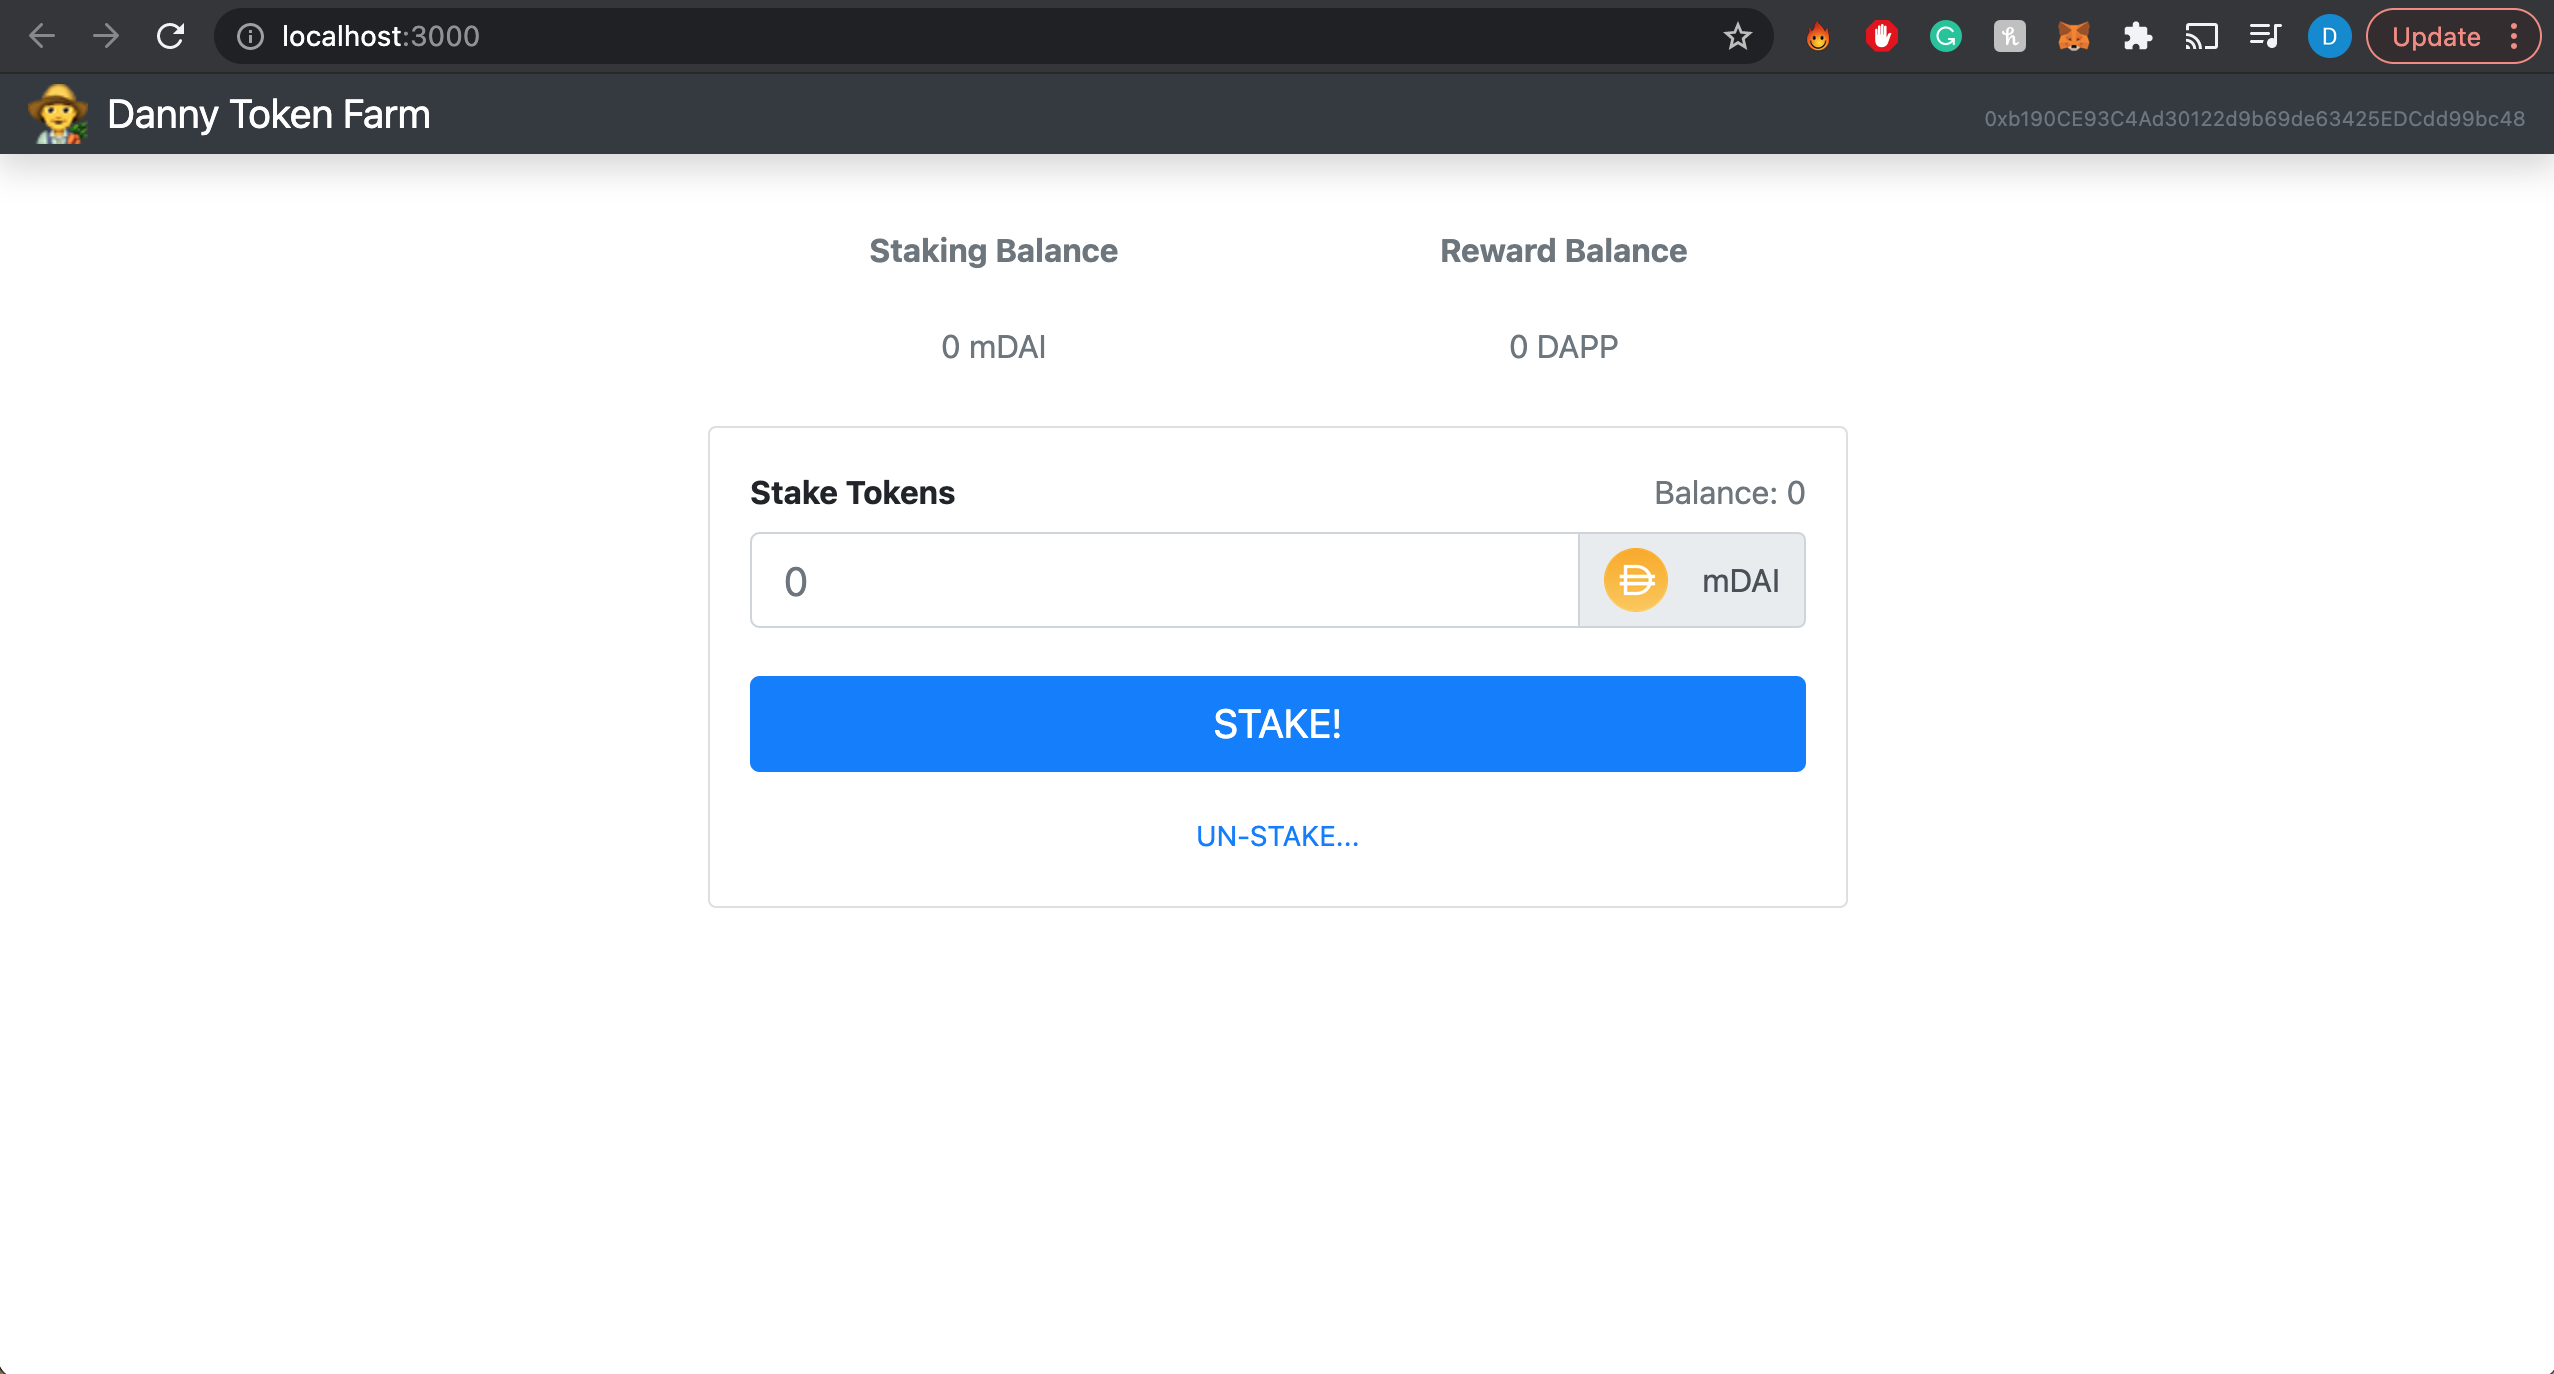 localhost:3000
D
Update
Danny Token Farm
0xb190CE93C4Ad30122d9b69de63425EDCdd99bc48
Staking Balance
Reward Balance
0 mDAI
0 DAPP
Stake Tokens
Balance: 0
0
mDAI
STAKE!
UN-STAKE...